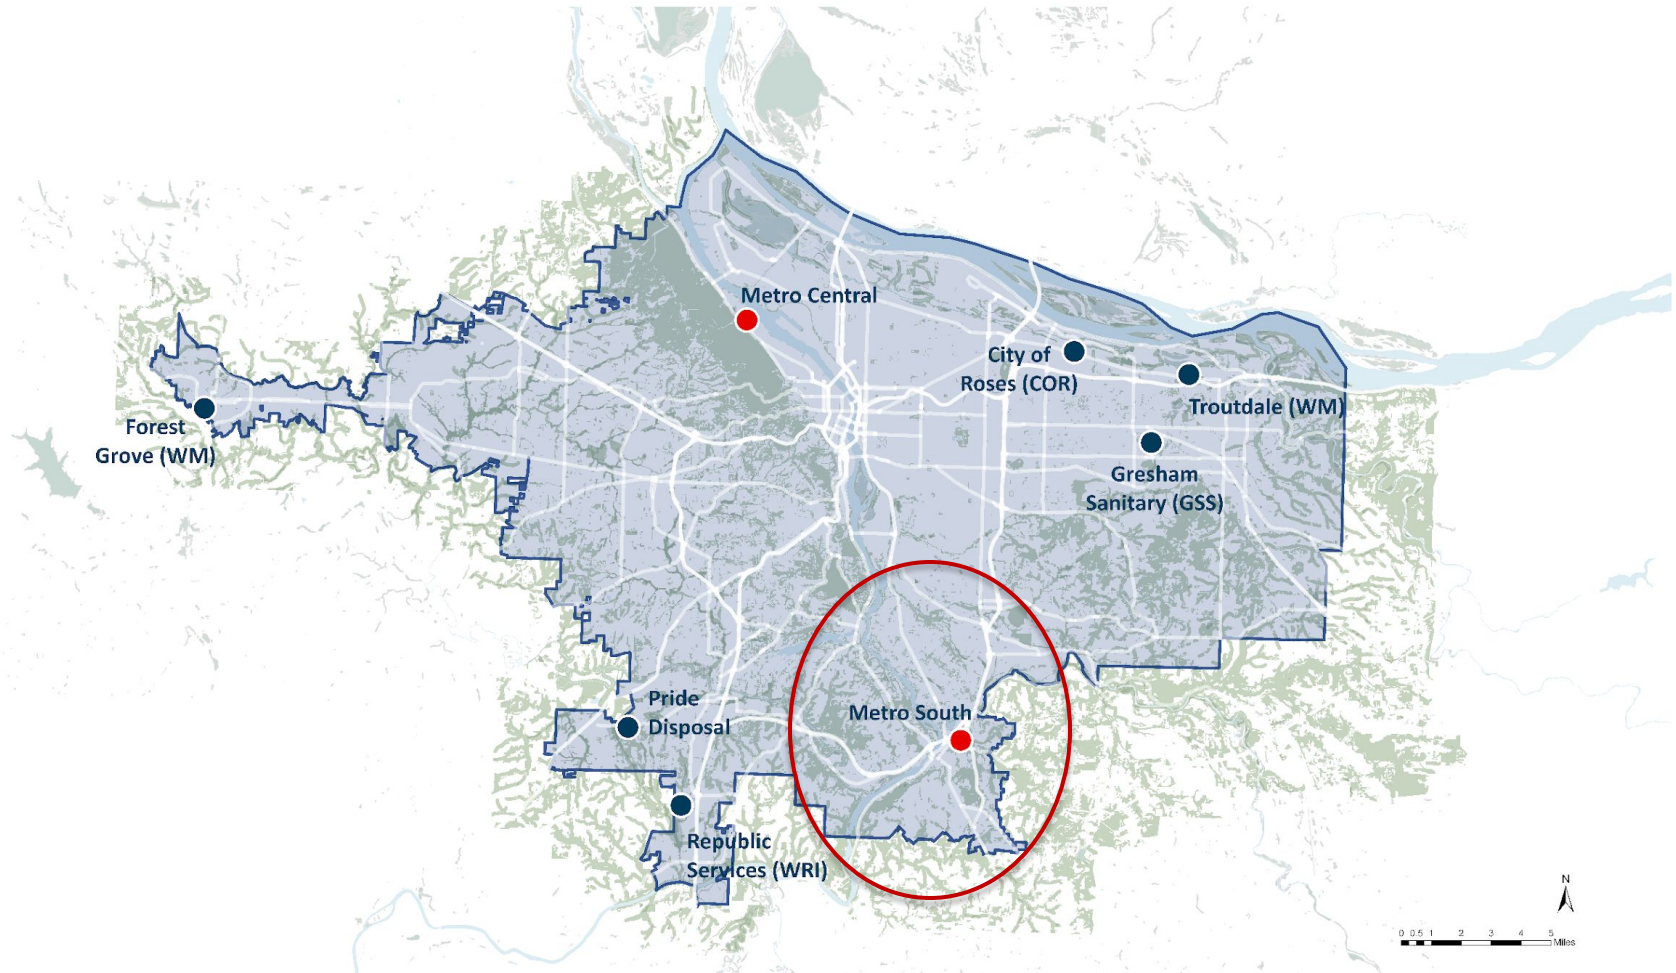 Metro Central
City of
Roses (COR)
Troutdale (WM)
Forest
Grove (WM)
Gresham
Sanitary (GSS)
Pride
Disposal
Metro South
Republic
Services (WRI)
N
0 0.5 1 2 3 4 5
Miles